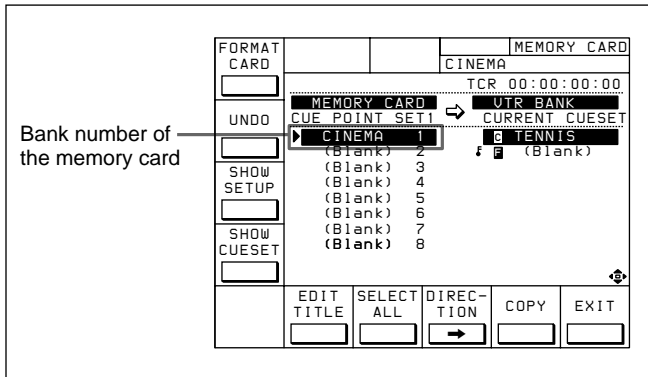 Bank number of
the memory card
FORMAT
CARD
UNDO
SHOW
SETUP
SHOW
CUESET
MEMORY CARD
CINEMA
TCR 00:00:00:00
MEMORY CARD ⇨ VTR BANK
CUE POINT SET1 CURRENT CUESET
CINEMA 1 C TENNIS
(Blank) 2 F (Blank)
(Blank) 3
(Blank) 4
(Blank) 5
(Blank) 6
(Blank) 7
(Blank) 8
EDIT
TITLE
SELECT
ALL
DIREC-
TION
➡
COPY
EXIT